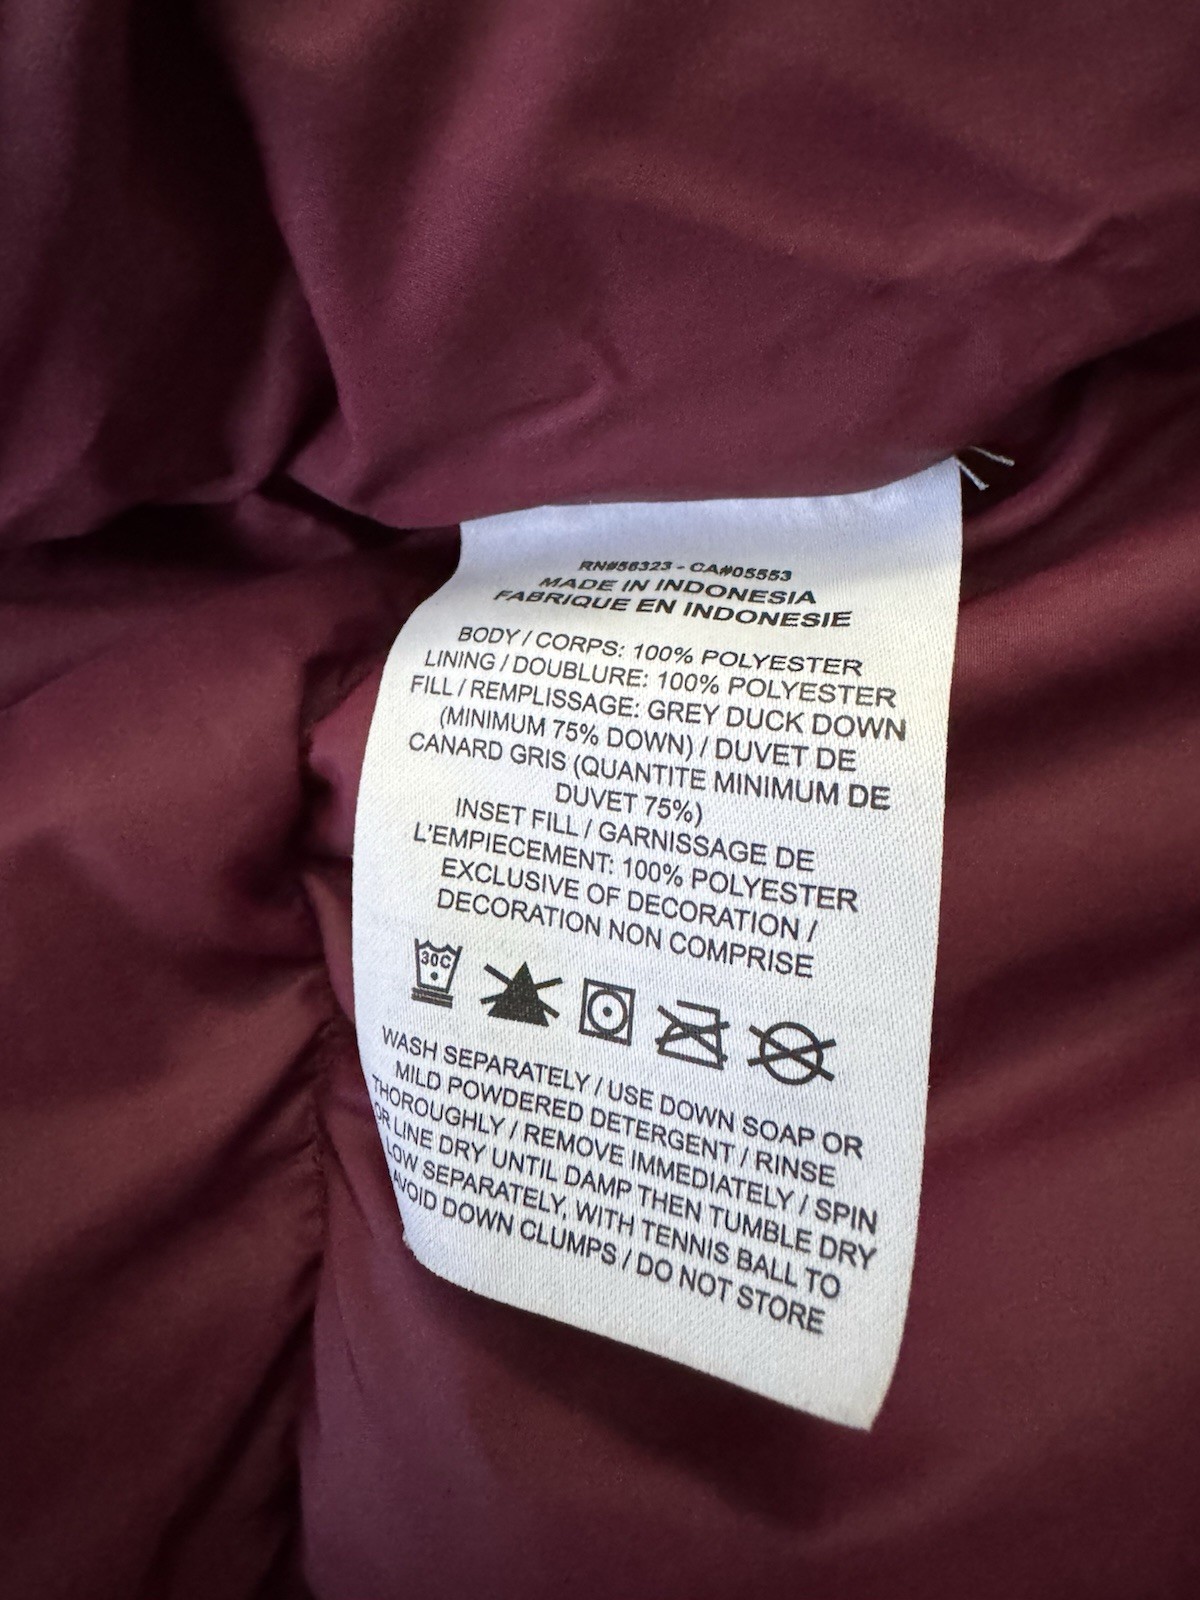 RN#56323 - CA#05553
MADE IN INDONESIA
FABRIQUE EN INDONESIE
BODY / CORPS: 100% POLYESTER
LINING / DOUBLURE: 100% POLYESTER
FILL / REMPLISSAGE: GREY DUCK DOWN
(MINIMUM 75% DOWN) / DUVET DE
CANARD GRIS (QUANTITE MINIMUM DE
DUVET 75%)
INSET FILL / GARNISSAGE DE
L'EMPIECEMENT: 100% POLYESTER
EXCLUSIVE OF DECORATION /
DECORATION NON COMPRISE
30C
WASH SEPARATELY / USE DOWN SOAP OR
MILD POWDERED DETERGENT / RINSE
THOROUGHLY / REMOVE IMMEDIATELY / SPIN
OR LINE DRY UNTIL DAMP THEN TUMBLE DRY
LOW SEPARATELY, WITH TENNIS BALL TO
AVOID DOWN CLUMPS / DO NOT STORE